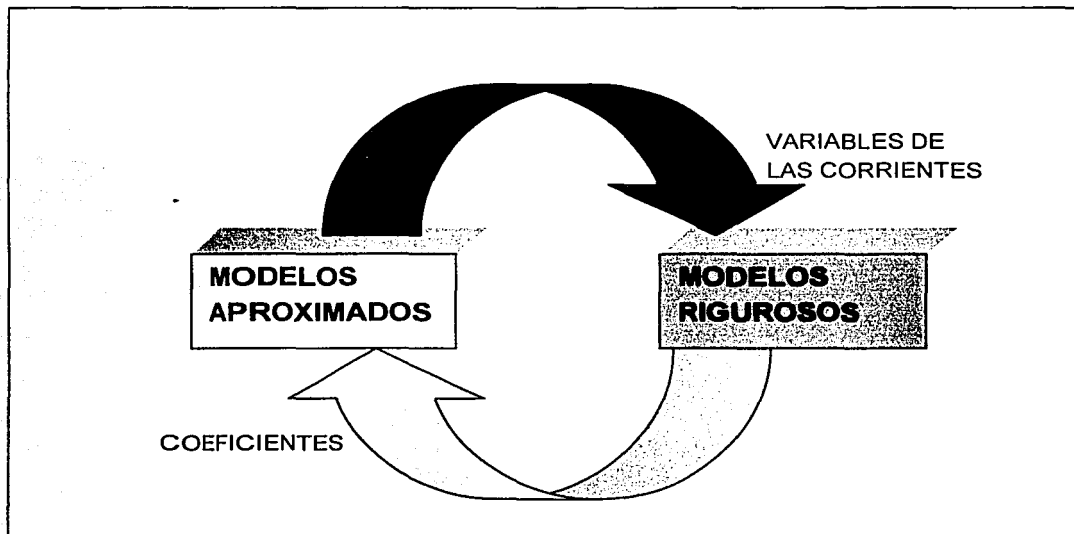 VARIABLES DE
LAS CORRIENTES
MODELOS
APROXIMADOS
MODELOS
RIGUROSOS
COEFICIENTES